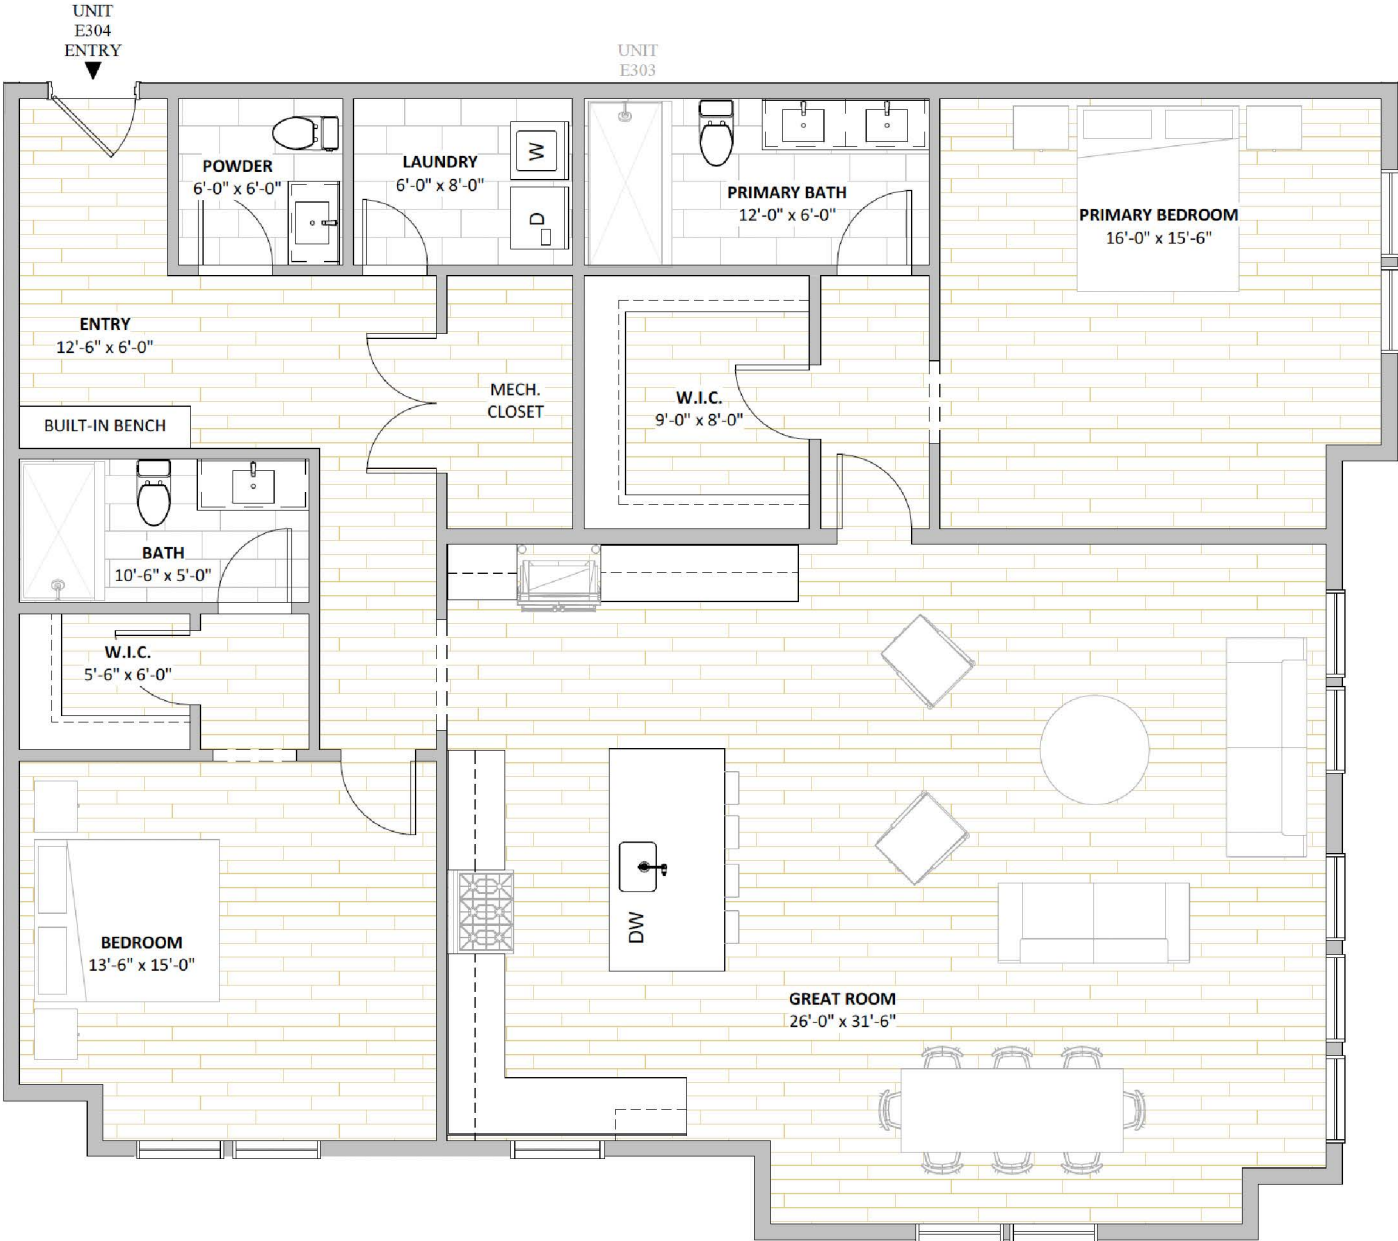 UNIT
E304
ENTRY
UNIT
E303
POWDER
6'-0" x 6'-0"
LAUNDRY
6'-0" x 8'-0"
W
D
PRIMARY BATH
12'-0" x 6'-0"
PRIMARY BEDROOM
16'-0" x 15'-6"
ENTRY
12'-6" x 6'-0"
MECH.
CLOSET
W.I.C.
9'-0" x 8'-0"
BUILT-IN BENCH
BATH
10'-6" x 5'-0"
W.I.C.
5'-6" x 6'-0"
BEDROOM
13'-6" x 15'-0"
DW
GREAT ROOM
26'-0" x 31'-6"